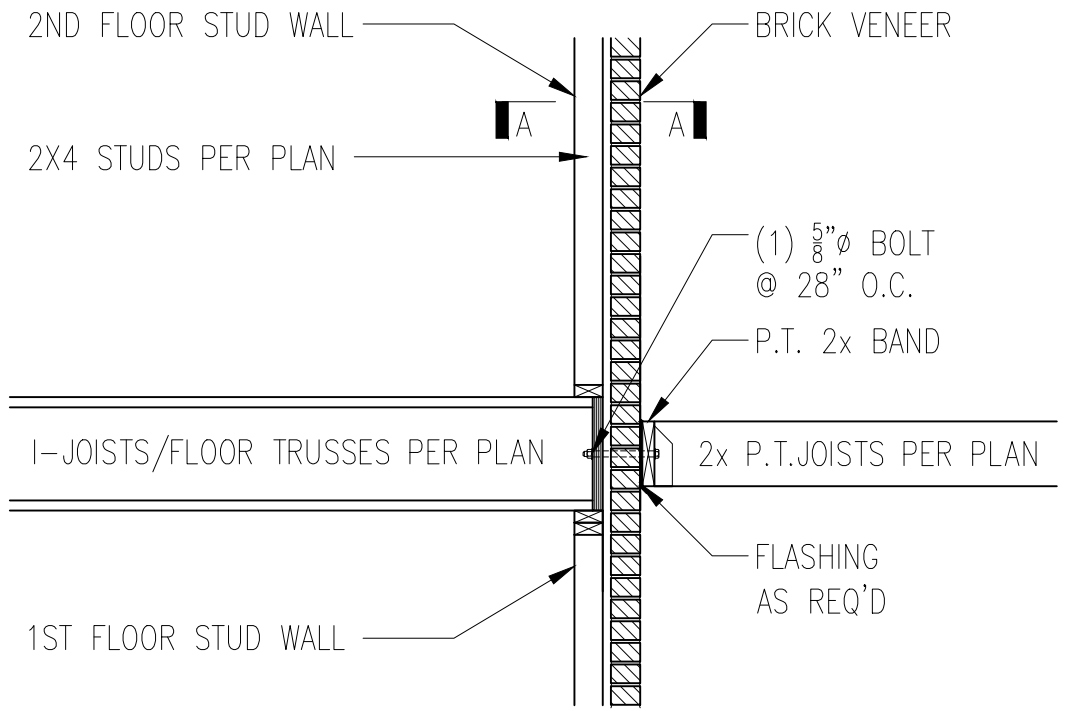 2ND FLOOR STUD WALL
BRICK VENEER
A
A
2X4 STUDS PER PLAN
(1) 5/8"ø BOLT
@ 28" O.C.
P.T. 2x BAND
I-JOISTS/FLOOR TRUSSES PER PLAN
2x P.T.JOISTS PER PLAN
FLASHING
AS REQ'D
1ST FLOOR STUD WALL